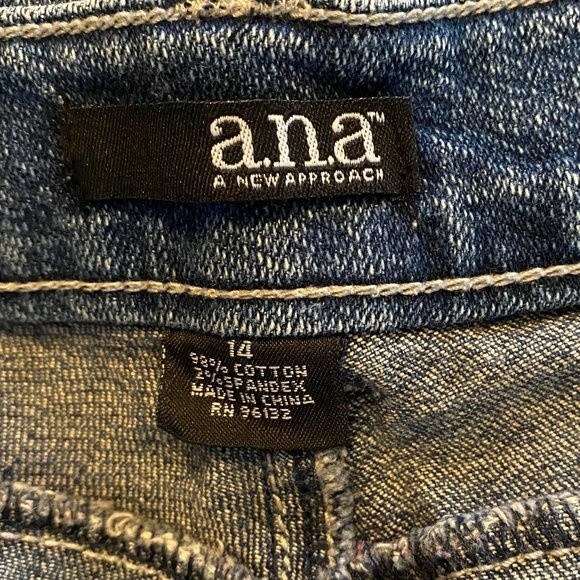 a.n.a™
A NEW APPROACH
14
98% COTTON
2% SPANDEX
MADE IN CHINA
RN 96132